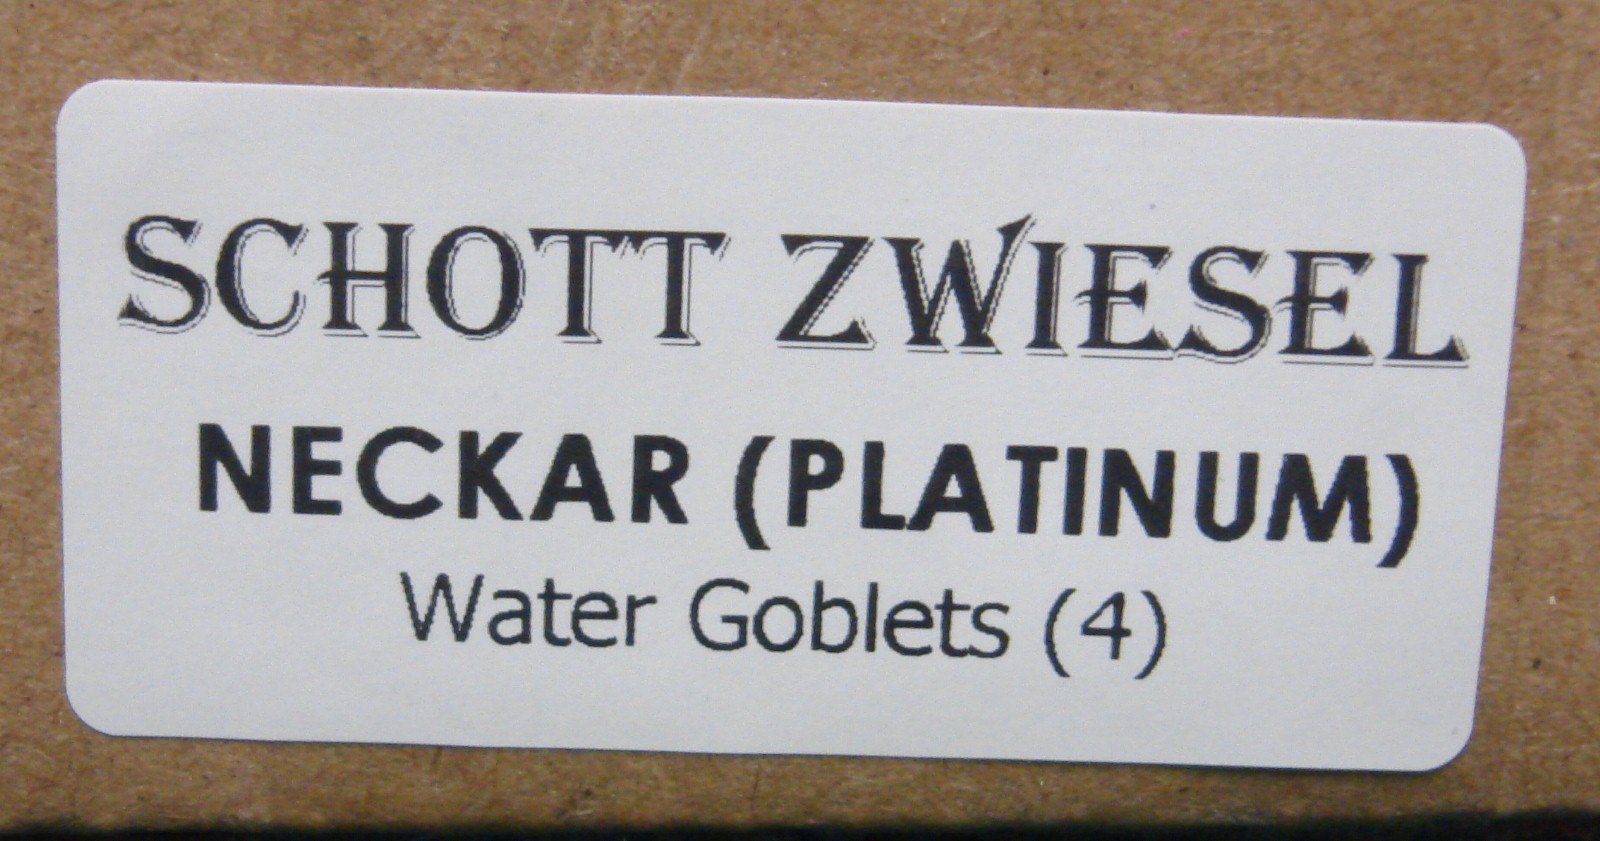 SCHOTT ZWIESEL
NECKAR (PLATINUM)
Water Goblets (4)